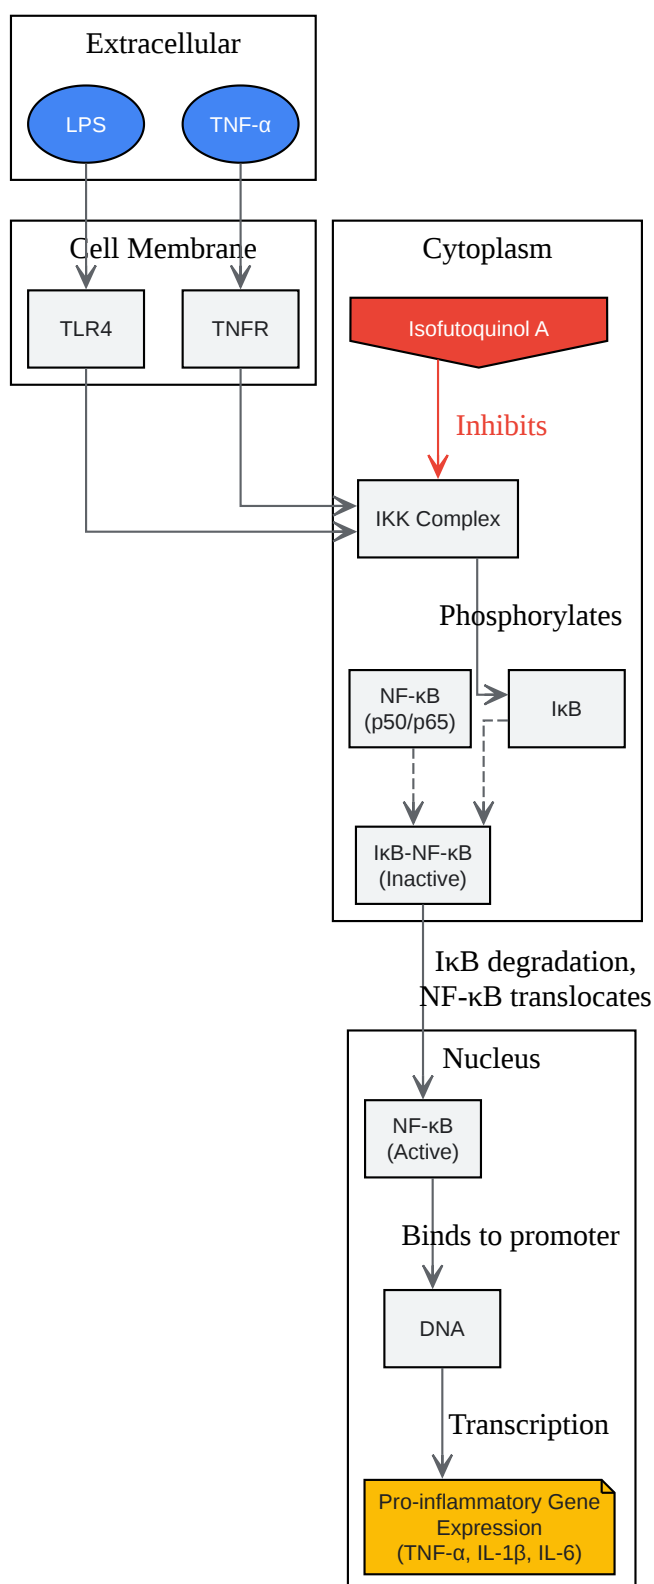 Extracellular
LPS
TNF-α
Cell Membrane
TLR4
TNFR
Cytoplasm
Isofutoquinol A
Inhibits
IKK Complex
Phosphorylates
NF-κB
(p50/p65)
IκB
IκB-NF-κB
(Inactive)
IκB degradation,
NF-κB translocates
Nucleus
NF-κB
(Active)
Binds to promoter
DNA
Transcription
Pro-inflammatory Gene
Expression
(TNF-α, IL-1β, IL-6)